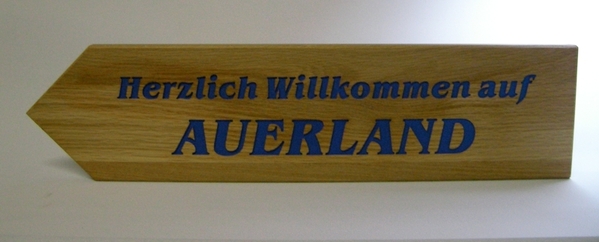 Herzlich Willkommen auf
AUERLAND